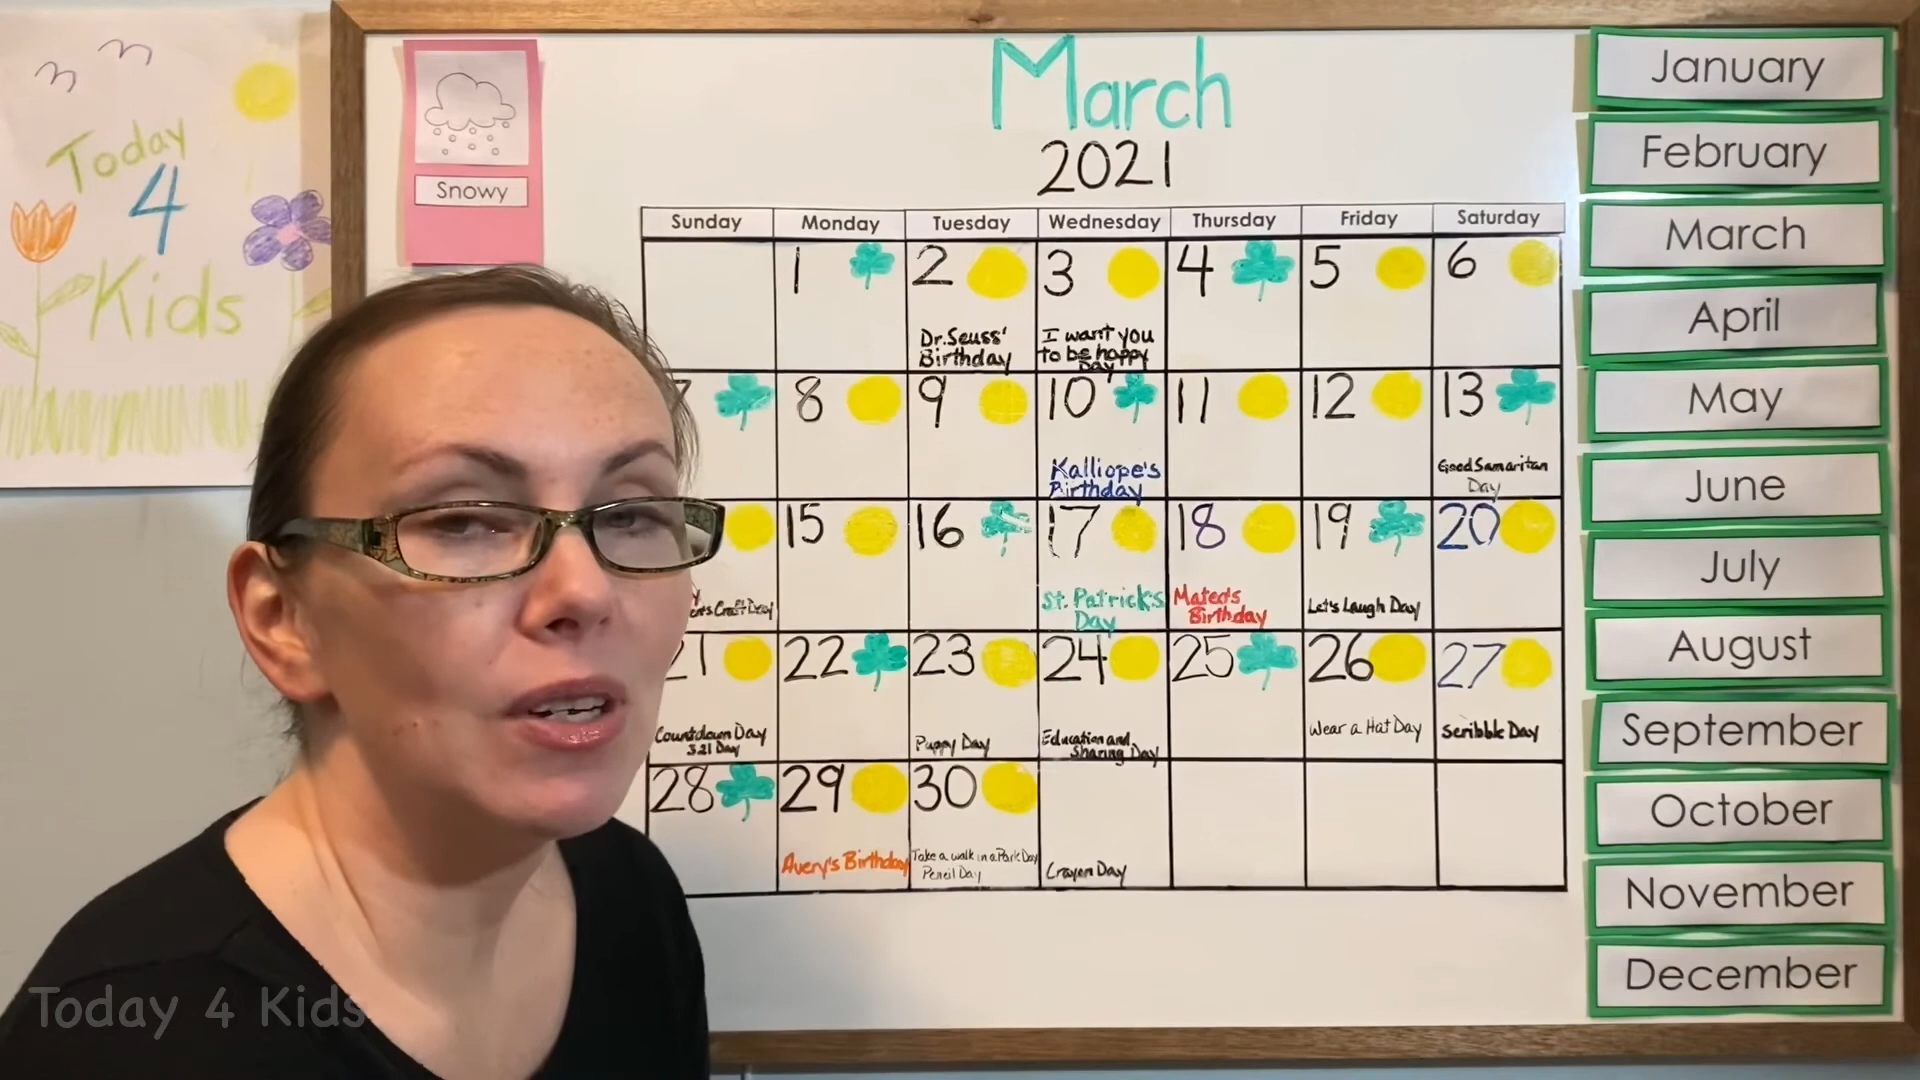 Today
4
Kids
Snowy
March
2021
Sunday Monday Tuesday Wednesday Thursday Friday Saturday
1 2 3 4 5 6
Dr. Seuss' Birthday
I want you to be happy Day
7 8 9 10 11 12 13
Kalliope's Birthday
Good Samaritan Day
15 16 17 18 19 20
Craft Day
St. Patrick's Day
Mateo's Birthday
Let's Laugh Day
21 22 23 24 25 26 27
Countdown Day
321 Day
Puppy Day
Education and Sharing Day
Wear a Hat Day
Scribble Day
28 29 30
Avery's Birthday
Take a walk in a Park Day
Pencil Day
Crayon Day
January
February
March
April
May
June
July
August
September
October
November
December
Today 4 Kids